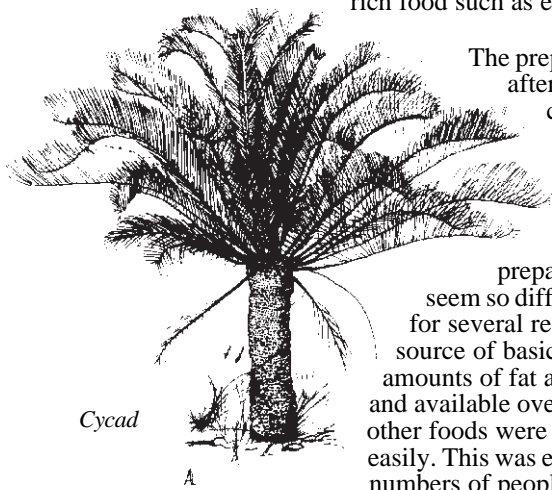 rich food such as e
The prep
after
prepa
seem so diff
for several re
source of basic
amounts of fat a
and available ove
other foods were
easily. This was e
numbers of people
Cycad